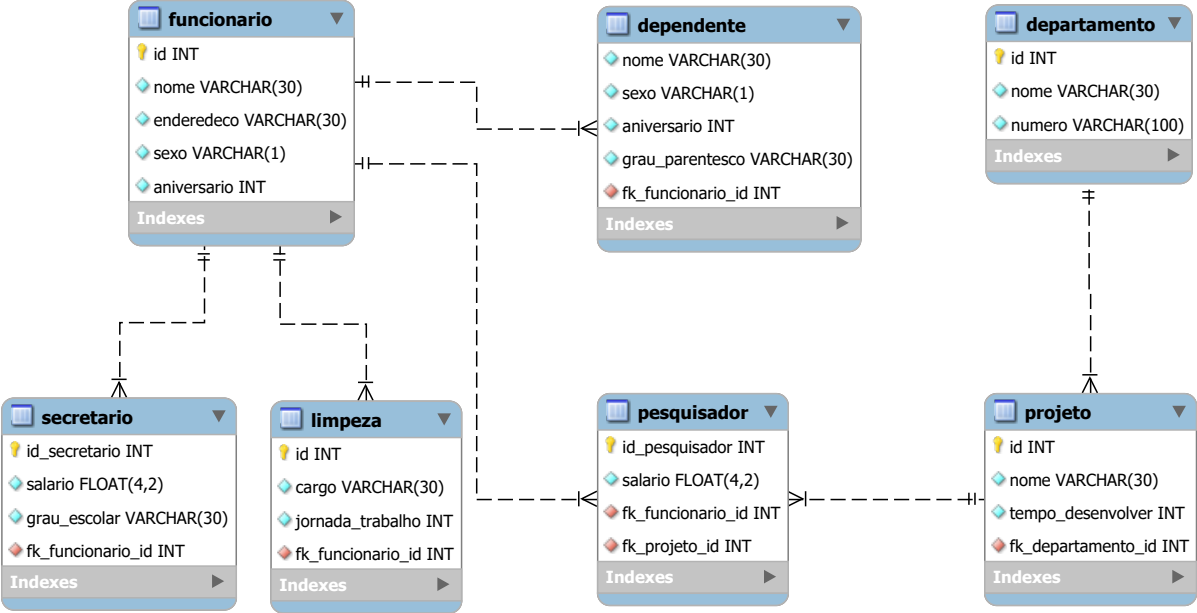 funcionario
id INT
nome VARCHAR(30)
enderedeco VARCHAR(30)
sexo VARCHAR(1)
aniversario INT
Indexes
dependente
nome VARCHAR(30)
sexo VARCHAR(1)
aniversario INT
grau_parentesco VARCHAR(30)
fk_funcionario_id INT
Indexes
departamento
id INT
nome VARCHAR(30)
numero VARCHAR(100)
Indexes
secretario
id_secretario INT
salario FLOAT(4,2)
grau_escolar VARCHAR(30)
fk_funcionario_id INT
Indexes
limpeza
id INT
cargo VARCHAR(30)
jornada_trabalho INT
fk_funcionario_id INT
Indexes
pesquisador
id_pesquisador INT
salario FLOAT(4,2)
fk_funcionario_id INT
fk_projeto_id INT
Indexes
projeto
id INT
nome VARCHAR(30)
tempo_desenvolver INT
fk_departamento_id INT
Indexes